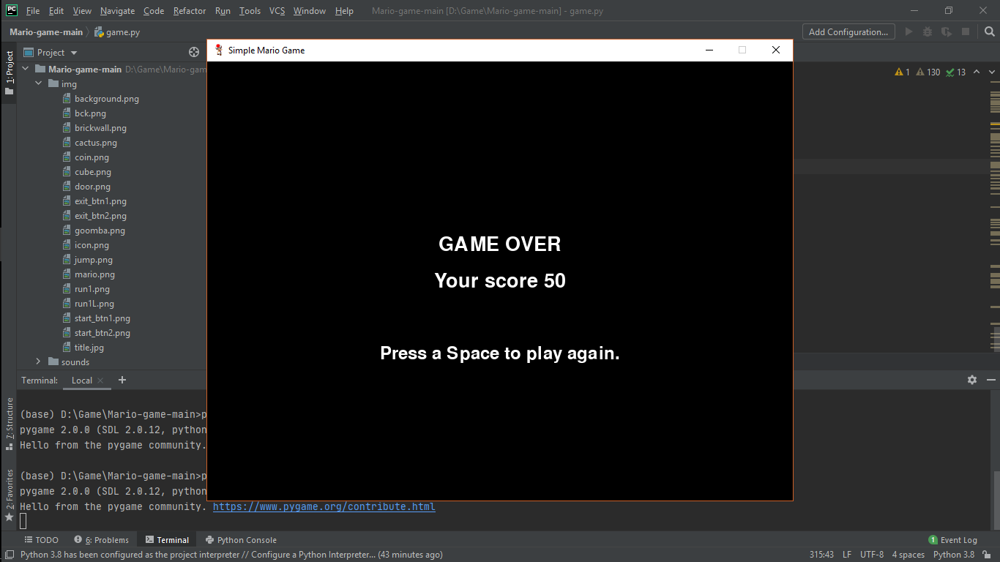 PC File Edit View Navigate Code Refactor Run Tools VCS Window Help Mario-game-main [D:\Game\Mario-game-main] - game.py
Mario-game-main game.py Add Configuration...
1: Project
Project
Simple Mario Game
Mario-game-main D:\Game\Mario-gam
1 130 13
img
background.png
bck.png
brickwall.png
cactus.png
coin.png
cube.png
door.png
exit_btn1.png
exit_btn2.png
goomba.png
icon.png
jump.png
mario.png
run1.png
run1L.png
start_btn1.png
start_btn2.png
title.jpg
sounds
GAME OVER
Your score 50
Press a Space to play again.
Terminal: Local
7: Structure
2: Favorites
(base) D:\Game\Mario-game-main>p
pygame 2.0.0 (SDL 2.0.12, python
Hello from the pygame community.
(base) D:\Game\Mario-game-main>p
pygame 2.0.0 (SDL 2.0.12, python
Hello from the pygame community. https://www.pygame.org/contribute.html
TODO 6: Problems Terminal Python Console 1 Event Log
Python 3.8 has been configured as the project interpreter // Configure a Python Interpreter... (43 minutes ago) 315:43 LF UTF-8 4 spaces Python 3.8